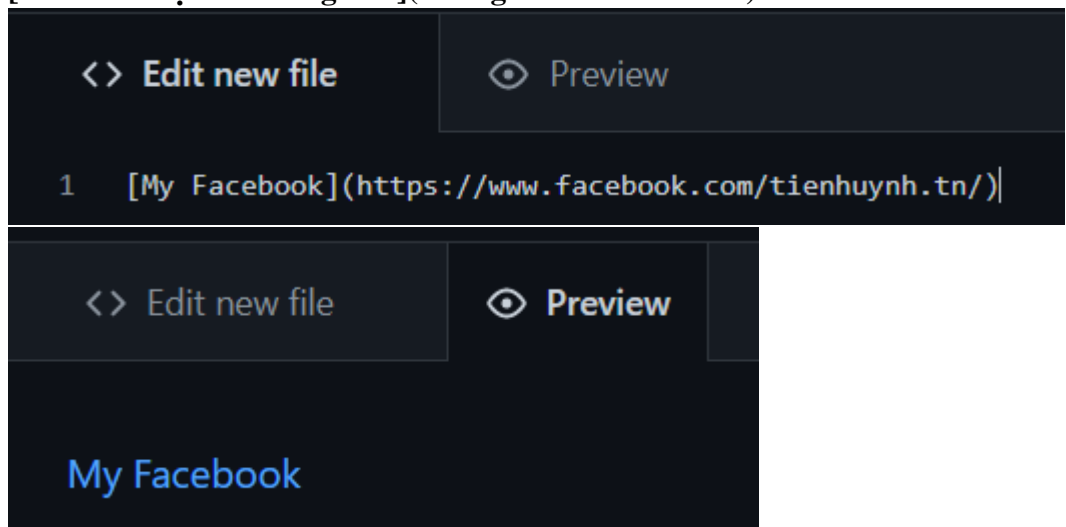 Edit new file Preview
1 [My Facebook](https://www.facebook.com/tienhuynh.tn/)
Edit new file Preview
My Facebook